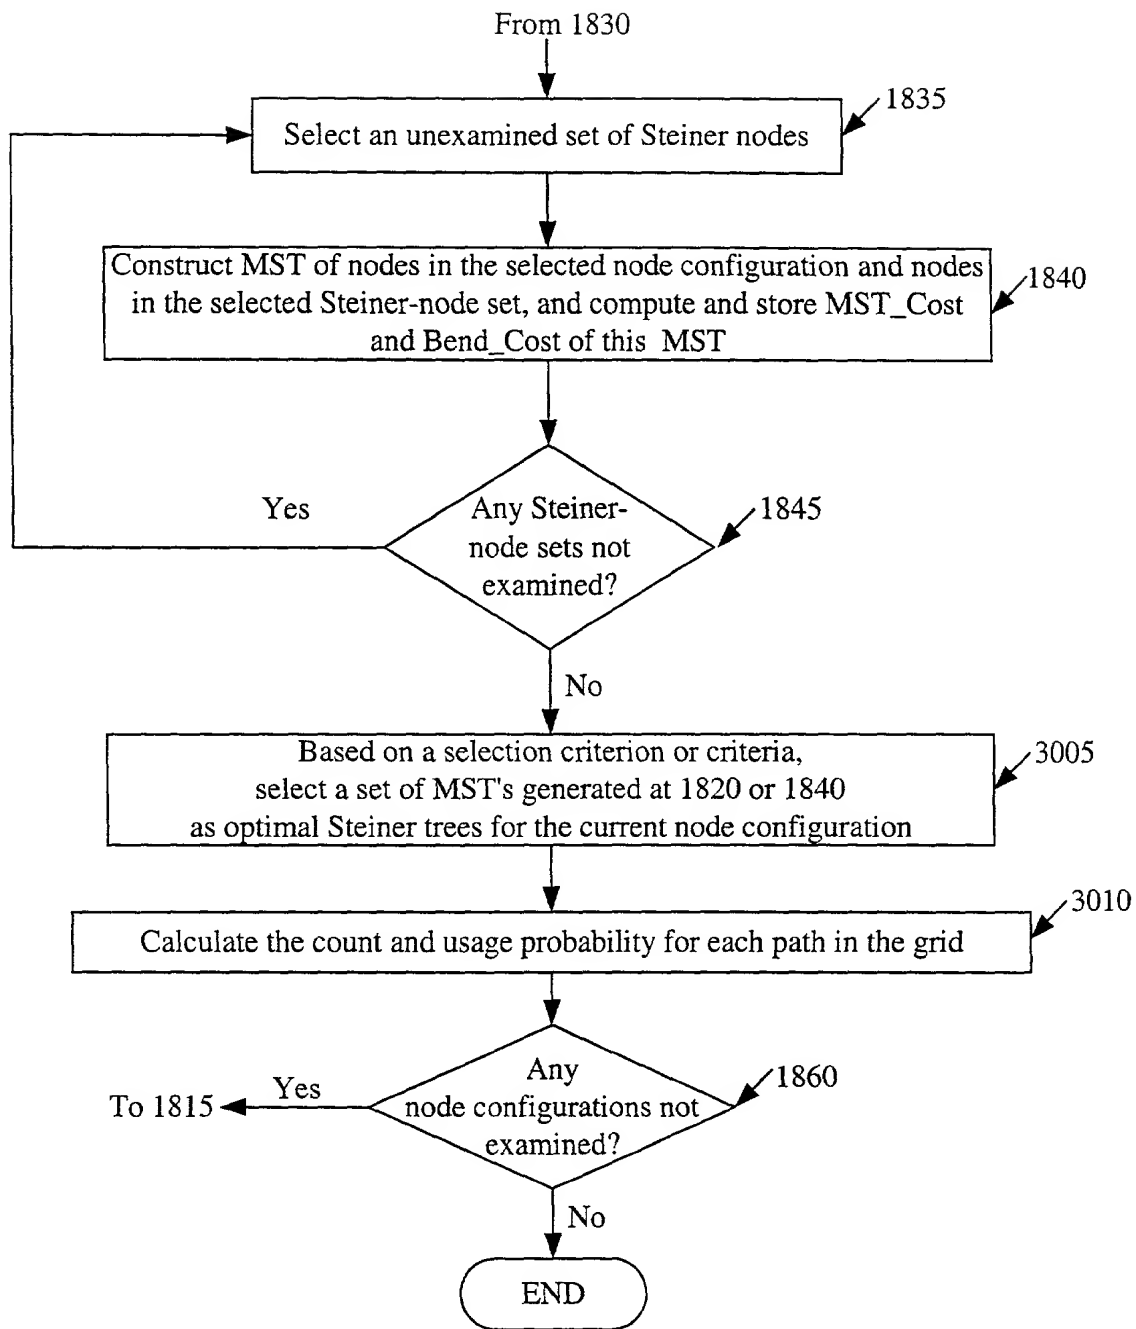 From 1830
1835
Select an unexamined set of Steiner nodes
Construct MST of nodes in the selected node configuration and nodes
in the selected Steiner-node set, and compute and store MST_Cost
and Bend_Cost of this MST
1840
Yes
Any Steiner-
node sets not
examined?
1845
No
Based on a selection criterion or criteria,
select a set of MST's generated at 1820 or 1840
as optimal Steiner trees for the current node configuration
3005
3010
Calculate the count and usage probability for each path in the grid
To 1815
Yes
Any
node configurations not
examined?
1860
No
END